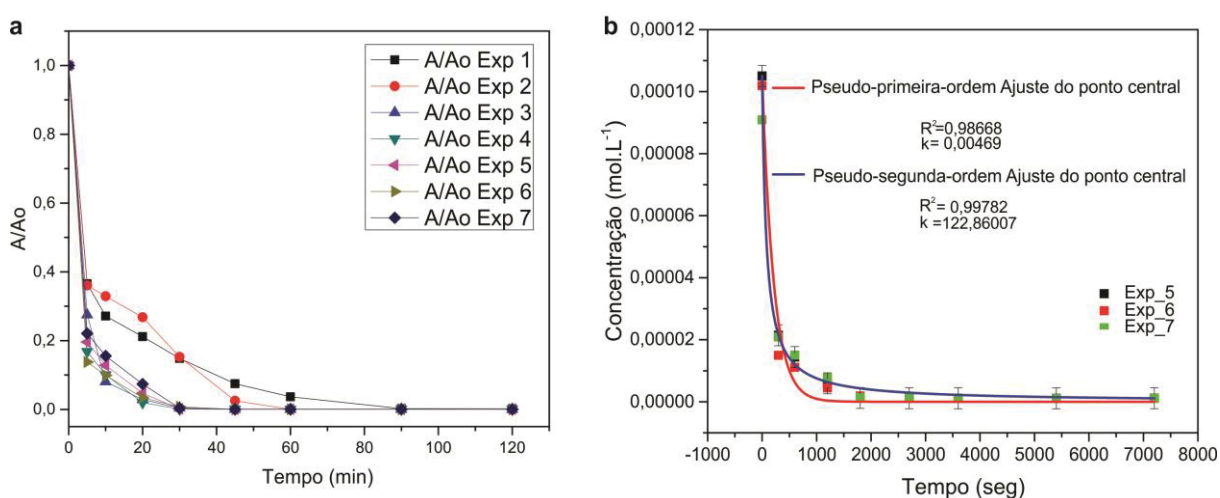 a
1,0
0,8
0,6
0,4
0,2
0,0
A/Ao
0
20
40
60
80
100
120
Tempo (min)
A/Ao Exp 1
A/Ao Exp 2
A/Ao Exp 3
A/Ao Exp 4
A/Ao Exp 5
A/Ao Exp 6
A/Ao Exp 7
b
0,00012
0,00010
0,00008
0,00006
0,00004
0,00002
0,00000
Concentração (mol.L⁻¹)
-1000
0
1000
2000
3000
4000
5000
6000
7000
8000
Tempo (seg)
Pseudo-primeira-ordem Ajuste do ponto central
R²=0,98668
k= 0,00469
Pseudo-segunda-ordem Ajuste do ponto central
R²= 0,99782
k =122,86007
Exp_5
Exp_6
Exp_7